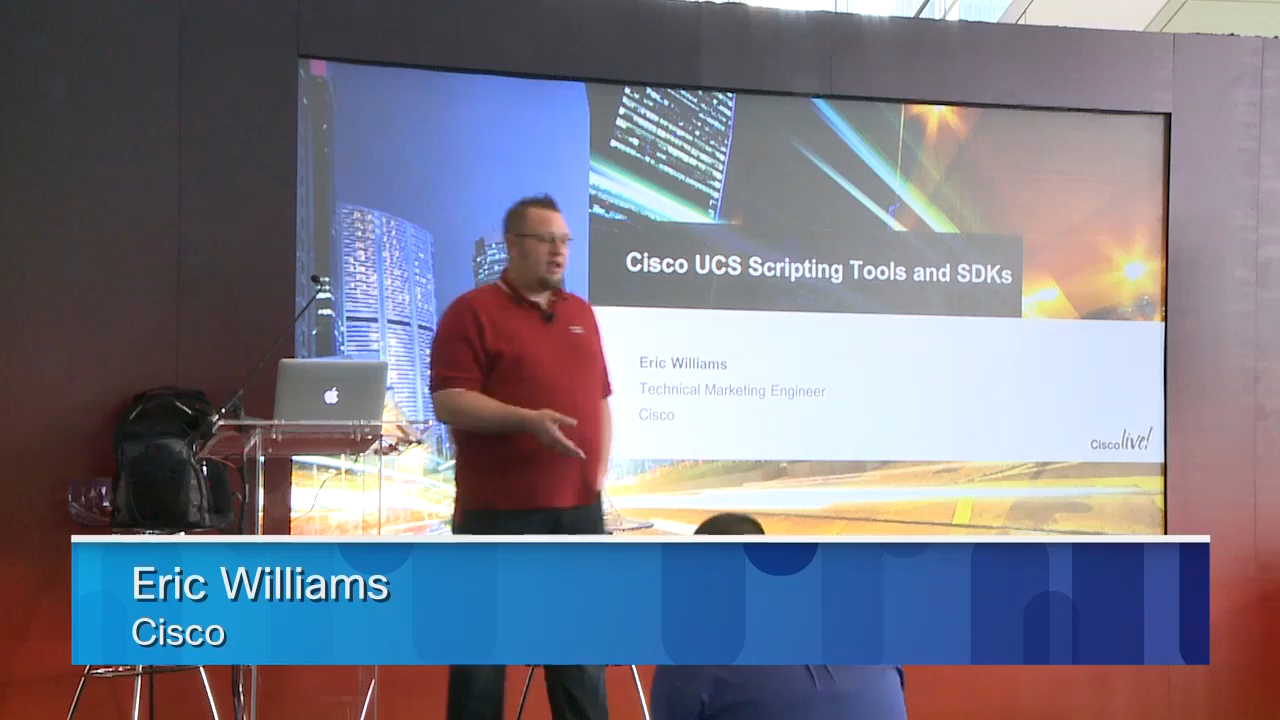 Cisco UCS Scripting Tools and SDKs
Eric Williams
Technical Marketing Engineer
Cisco
Cisco live!
Eric Williams
Cisco